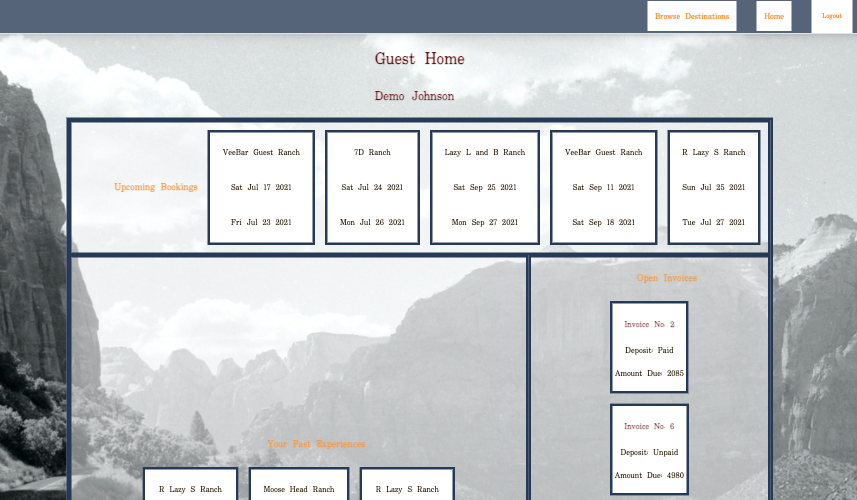 Browse Destinations
Home
Logout
Guest Home
Demo Johnson
Upcoming Bookings
VeeBar Guest Ranch
Sat Jul 17 2021
Fri Jul 23 2021
7D Ranch
Sat Jul 24 2021
Mon Jul 26 2021
Lazy L and B Ranch
Sat Sep 25 2021
Mon Sep 27 2021
VeeBar Guest Ranch
Sat Sep 11 2021
Sat Sep 18 2021
R Lazy S Ranch
Sun Jul 25 2021
Tue Jul 27 2021
Your Past Experiences
R Lazy S Ranch
Moose Head Ranch
R Lazy S Ranch
Open Invoices
Invoice No. 2
Deposit: Paid
Amount Due: 2085
Invoice No. 6
Deposit: Unpaid
Amount Due: 4980